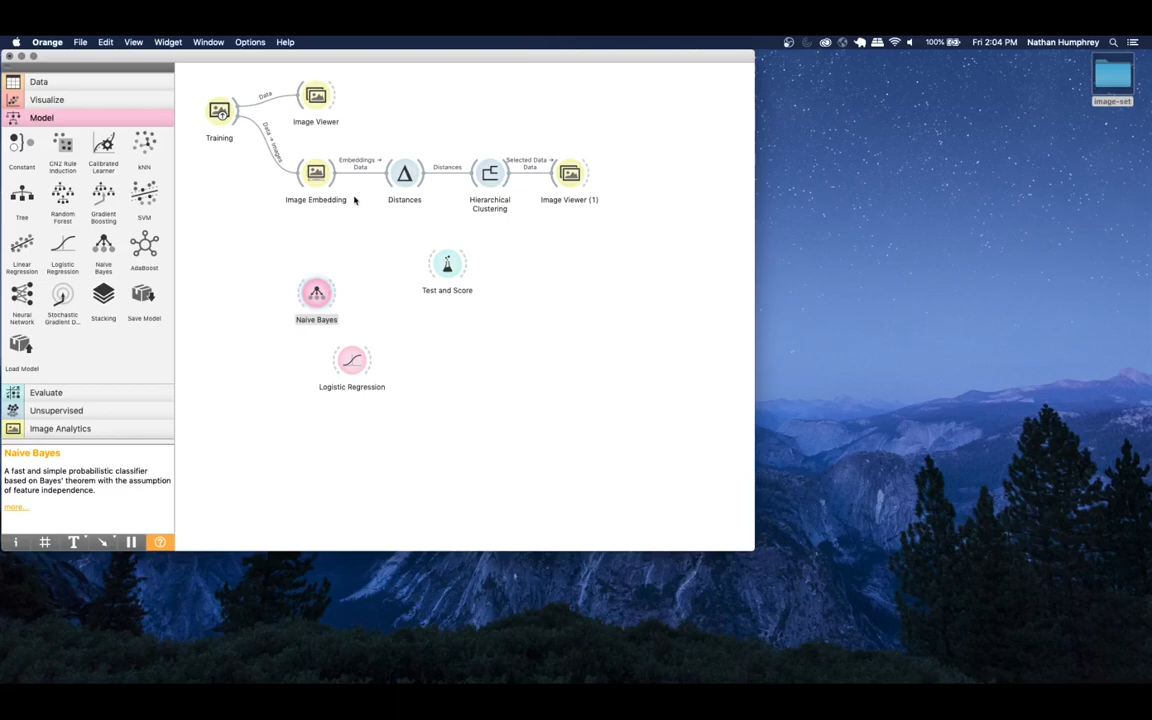 Orange File Edit View Widget Window Options Help
100% Fri 2:04 PM Nathan Humphrey
Data
Visualize
Model
Constant
CN2 Rule Induction
Calibrated Learner
kNN
Tree
Random Forest
Gradient Boosting
SVM
Linear Regression
Logistic Regression
Naive Bayes
AdaBoost
Neural Network
Stochastic Gradient D...
Stacking
Save Model
Load Model
Evaluate
Unsupervised
Image Analytics
Naive Bayes
A fast and simple probabilistic classifier
based on Bayes' theorem with the assumption
of feature independence.
more...
Training
Data
Data → Images
Image Viewer
Image Embedding
Embeddings →
Data
Distances
Distances
Hierarchical
Clustering
Selected Data →
Data
Image Viewer (1)
Test and Score
Naive Bayes
Logistic Regression
image-set